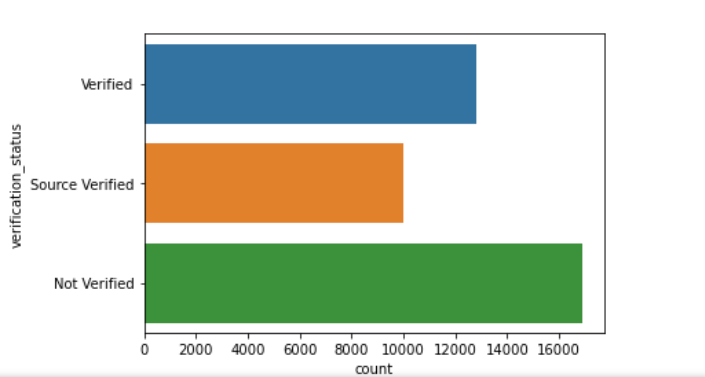 Verified
Source Verified
Not Verified
verification_status
0 2000 4000 6000 8000 10000 12000 14000 16000
count